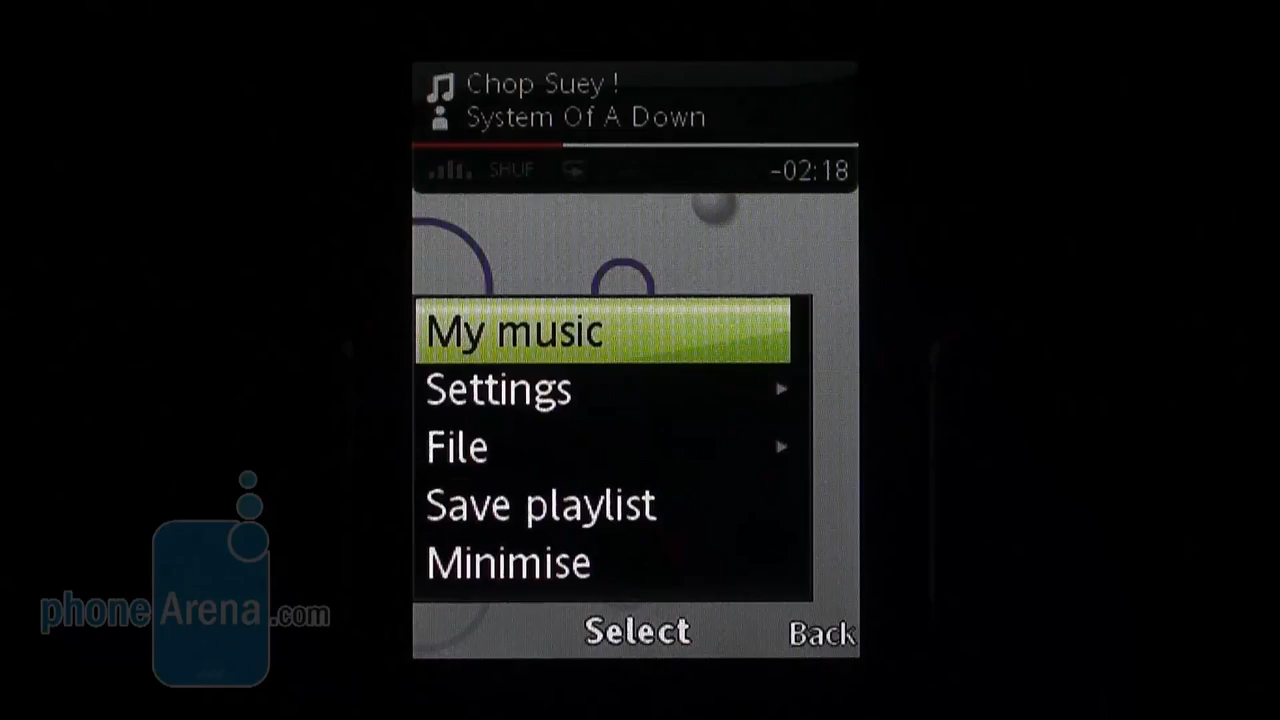 Chop Suey !
System Of A Down
SHUF
-02:18
My music
Settings
File
Save playlist
Minimise
Select
Back
phoneArena.com